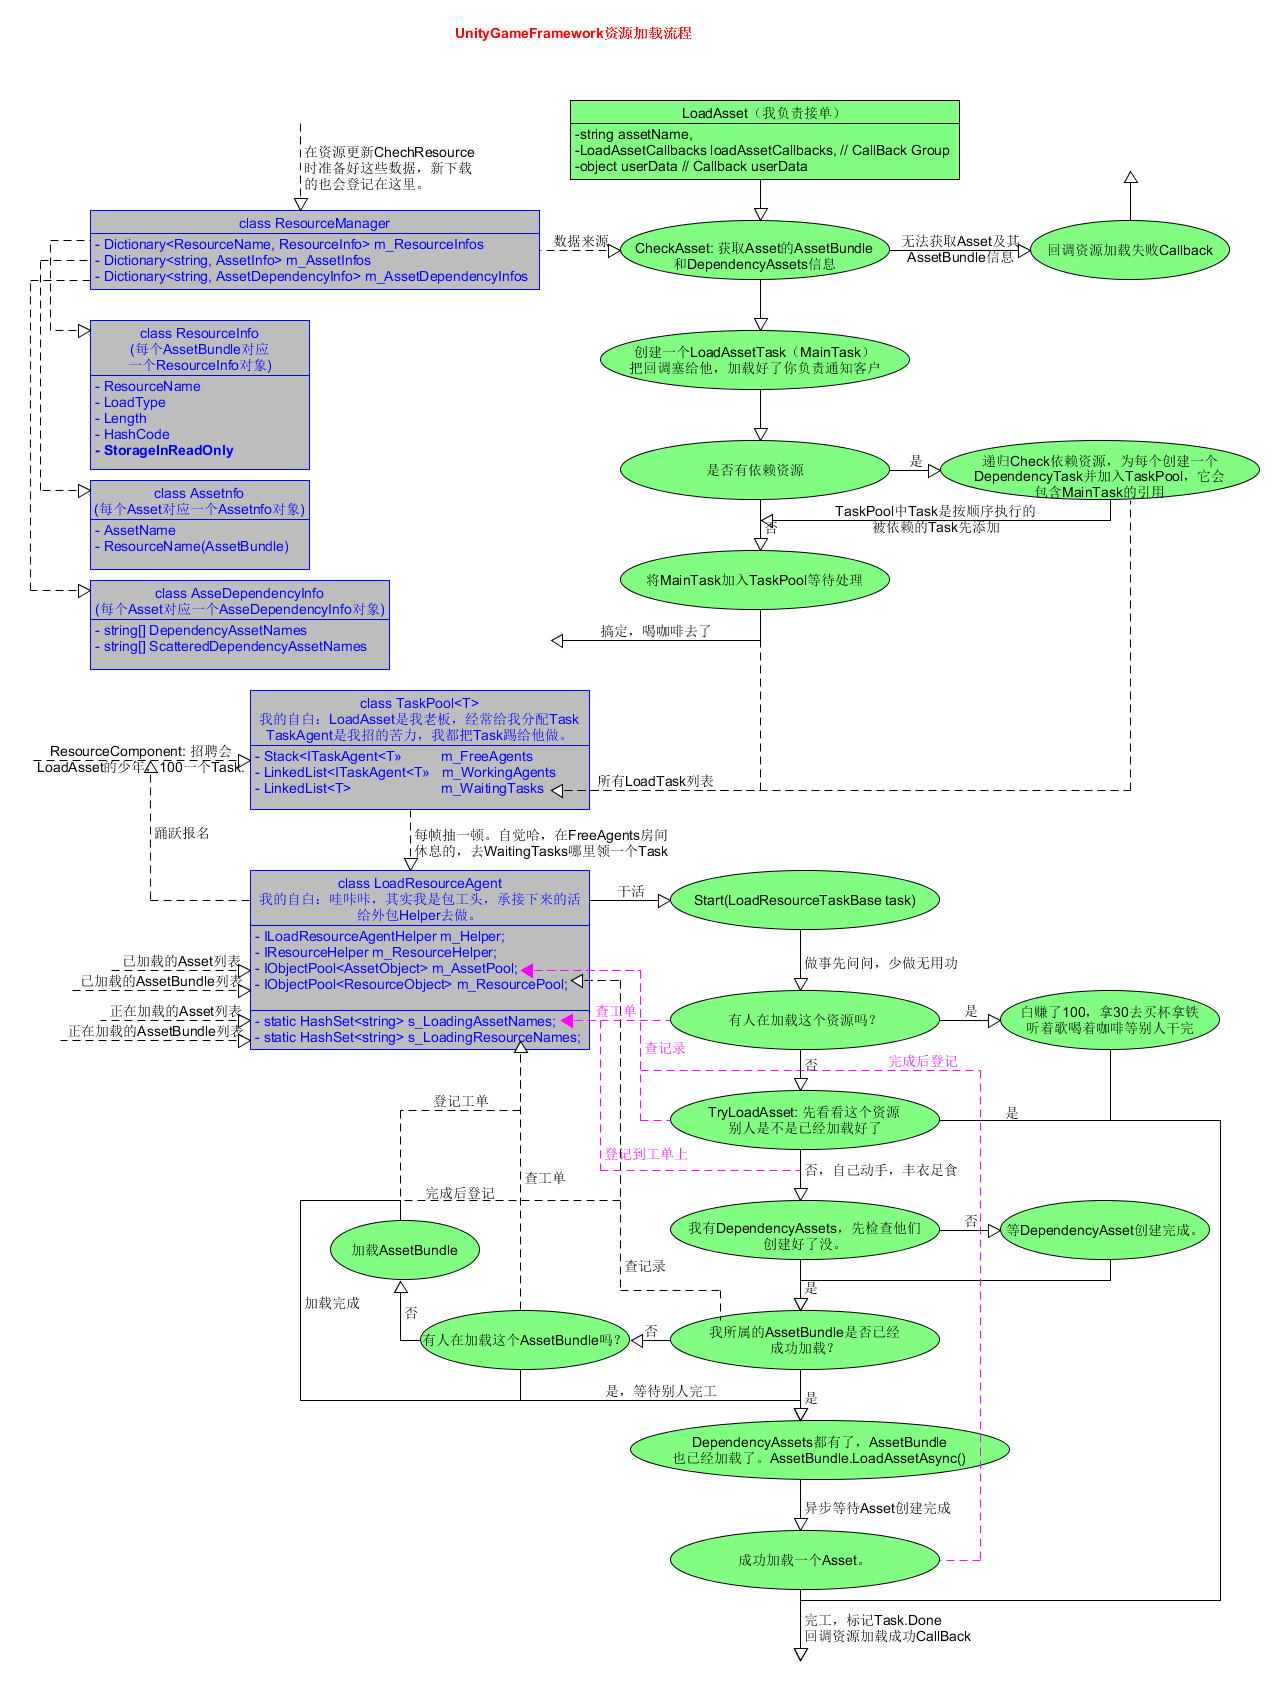 UnityGameFramework资源加载流程
LoadAsset（我负责接单）
-string assetName,
-LoadAssetCallbacks loadAssetCallbacks, // CallBack Group
-object userData // Callback userData
在资源更新ChechResource
时准备好这些数据，新下载
的也会登记在这里。
class ResourceManager
- Dictionary<ResourceName, ResourceInfo> m_ResourceInfos
- Dictionary<string, AssetInfo> m_AssetInfos
- Dictionary<string, AssetDependencyInfo> m_AssetDependencyInfos
数据来源
CheckAsset: 获取Asset的AssetBundle
和DependencyAssets信息
无法获取Asset及其
AssetBundle信息
回调资源加载失败Callback
class ResourceInfo
(每个AssetBundle对应
一个ResourceInfo对象)
- ResourceName
- LoadType
- Length
- HashCode
- StorageInReadOnly
创建一个LoadAssetTask（MainTask）
把回调塞给他，加载好了你负责通知客户
是否有依赖资源
是
递归Check依赖资源，为每个创建一个
DependencyTask并加入TaskPool，它会
包含MainTask的引用
class Assetnfo
(每个Asset对应一个Assetnfo对象)
- AssetName
- ResourceName(AssetBundle)
TaskPool中Task是按顺序执行的
被依赖的Task先添加
否
将MainTask加入TaskPool等待处理
class AsseDependencyInfo
(每个Asset对应一个AsseDependencyInfo对象)
- string[] DependencyAssetNames
- string[] ScatteredDependencyAssetNames
搞定，喝咖啡去了
class TaskPool<T>
我的自白：LoadAsset是我老板，经常给我分配Task
TaskAgent是我招的苦力，我都把Task踢给他做。
- Stack<ITaskAgent<T» m_FreeAgents
- LinkedList<ITaskAgent<T» m_WorkingAgents
- LinkedList<T> m_WaitingTasks
ResourceComponent: 招聘会
LoadAsset的少年，100一个Task.
所有LoadTask列表
踊跃报名
每帧抽一顿。自觉哈，在FreeAgents房间
休息的，去WaitingTasks哪里领一个Task
class LoadResourceAgent
我的自白：哇咔咔，其实我是包工头，承接下来的活
给外包Helper去做。
- ILoadResourceAgentHelper m_Helper;
- IResourceHelper m_ResourceHelper;
- IObjectPool<AssetObject> m_AssetPool;
- IObjectPool<ResourceObject> m_ResourcePool;
- static HashSet<string> s_LoadingAssetNames;
- static HashSet<string> s_LoadingResourceNames;
干活
Start(LoadResourceTaskBase task)
已加载的Asset列表
已加载的AssetBundle列表
正在加载的Asset列表
正在加载的AssetBundle列表
做事先问问，少做无用功
查工单
有人在加载这个资源吗？
是
白赚了100，拿30去买杯拿铁
听着歌喝着咖啡等别人干完
查记录
否
完成后登记
登记工单
TryLoadAsset: 先看看这个资源
别人是不是已经加载好了
是
登记到工单上
否，自己动手，丰衣足食
查工单
完成后登记
我有DependencyAssets，先检查他们
创建好了没。
否
等DependencyAsset创建完成。
加载AssetBundle
查记录
是
加载完成
否
有人在加载这个AssetBundle吗？
否
我所属的AssetBundle是否已经
成功加载？
是，等待别人完工
是
DependencyAssets都有了，AssetBundle
也已经加载了。AssetBundle.LoadAssetAsync()
异步等待Asset创建完成
成功加载一个Asset。
完工，标记Task.Done
回调资源加载成功CallBack